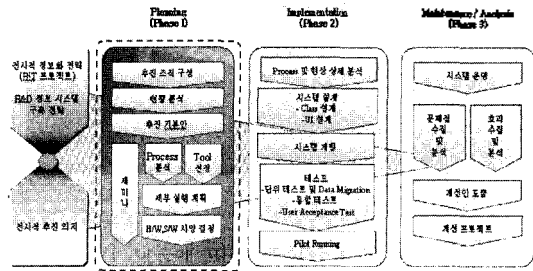 Planning
(Phase 1)
Implementation
(Phase 2)
Maintenance / Analysis
(Phase 3)
전사적 정보화 전략
R&D 정보 시스템
구축 전략
전사적 추진 의지
추진 조직 구성
현황 분석
추진 기본안
세미나
Process
분석
Tool
선정
세부 실행 계획
H/W,S/W 사양 결정
Process 및 현상 상세 분석
시스템 설계
- Class 설계
- UI 설계
시스템 개발
테스트
-단위 테스트 및 Data Migration
-통합 테스트
-User Acceptance Test
Pilot Running
시스템 운영
문제점
수집
및
분석
효과
수집
및
분석
개선안 도출
개선 프로젝트